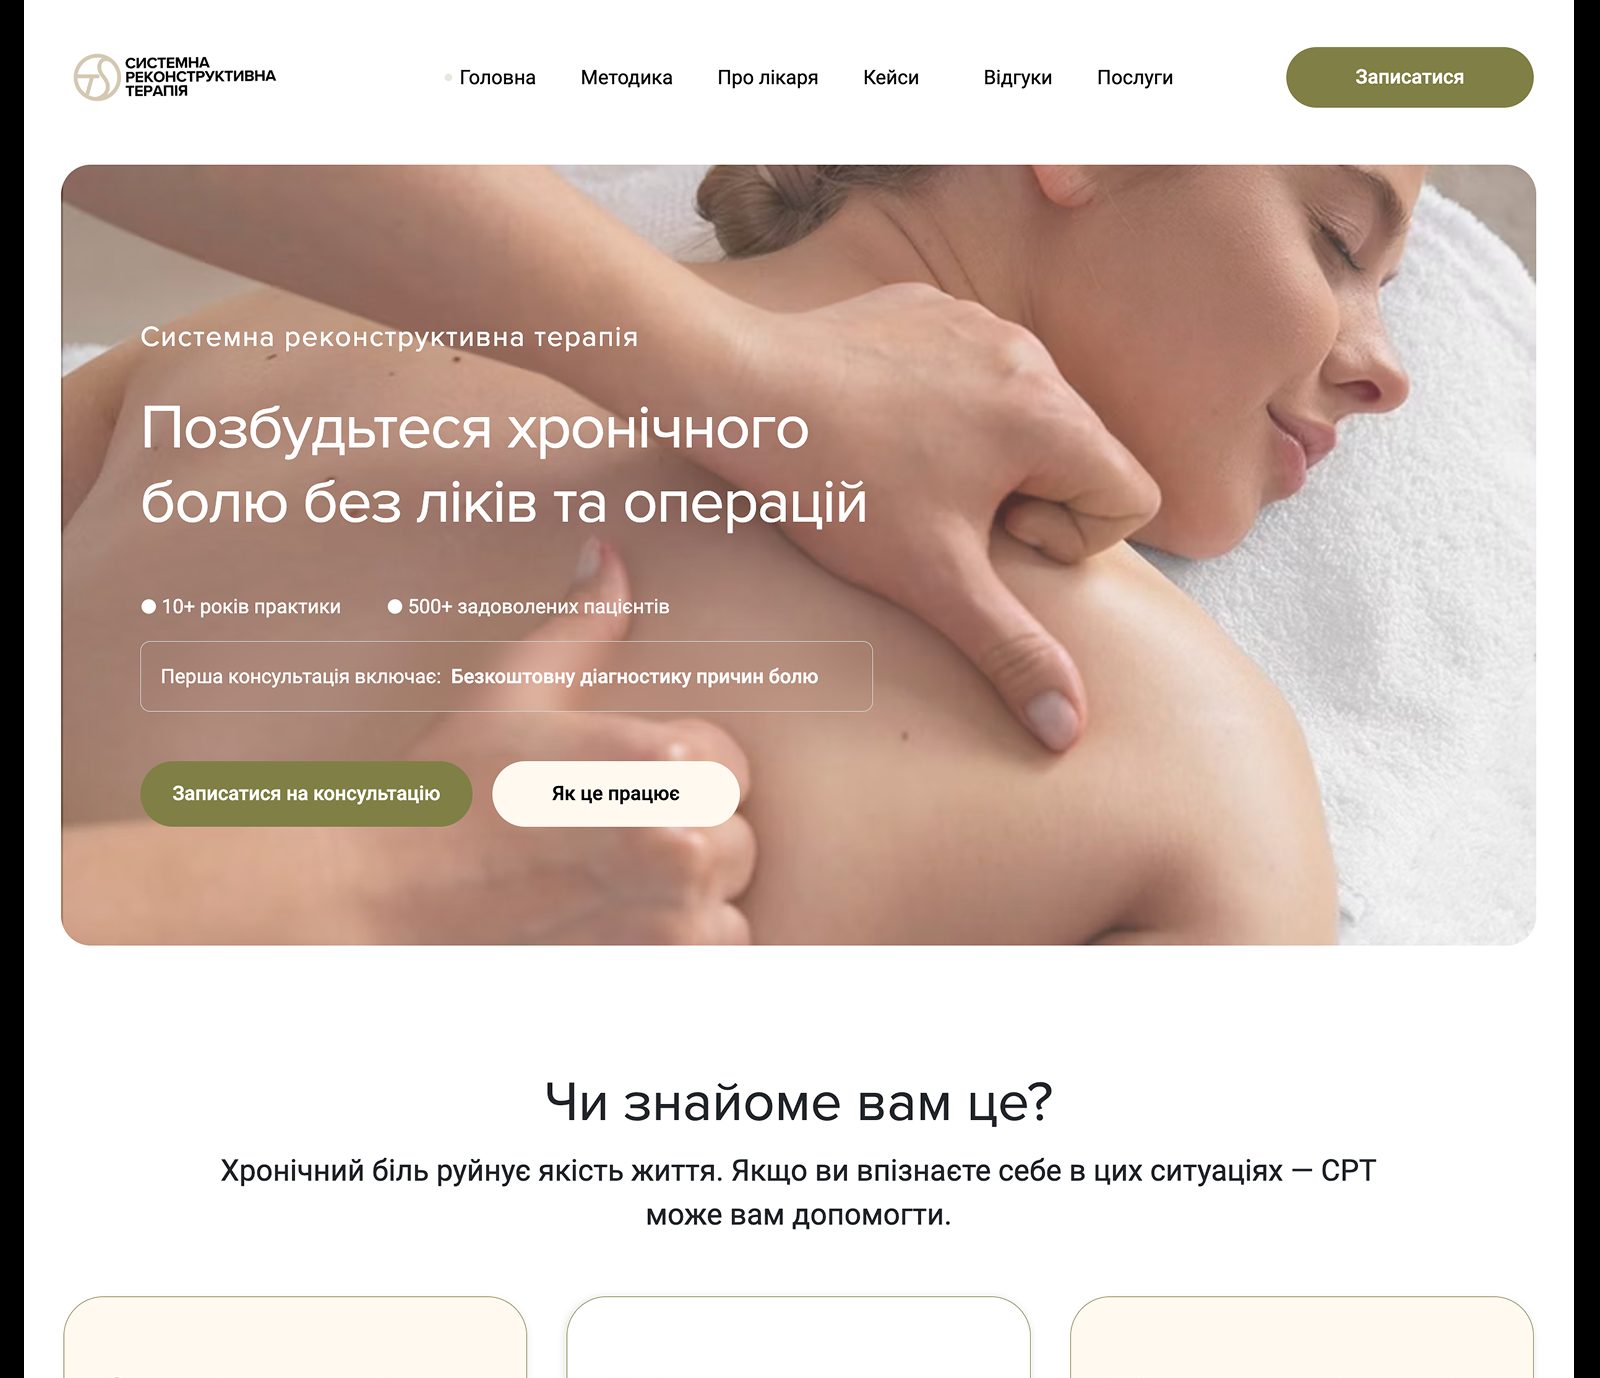 СИСТЕМНА
РЕКОНСТРУКТИВНА
ТЕРАПІЯ
Головна Методика Про лікаря Кейси Відгуки Послуги
Записатися
Системна реконструктивна терапія
Позбудьтеся хронічного
болю без ліків та операцій
10+ років практики 500+ задоволених пацієнтів
Перша консультація включає: Безкоштовну діагностику причин болю
Записатися на консультацію Як це працює
Чи знайоме вам це?
Хронічний біль руйнує якість життя. Якщо ви впізнаєте себе в цих ситуаціях — СРТ
може вам допомогти.